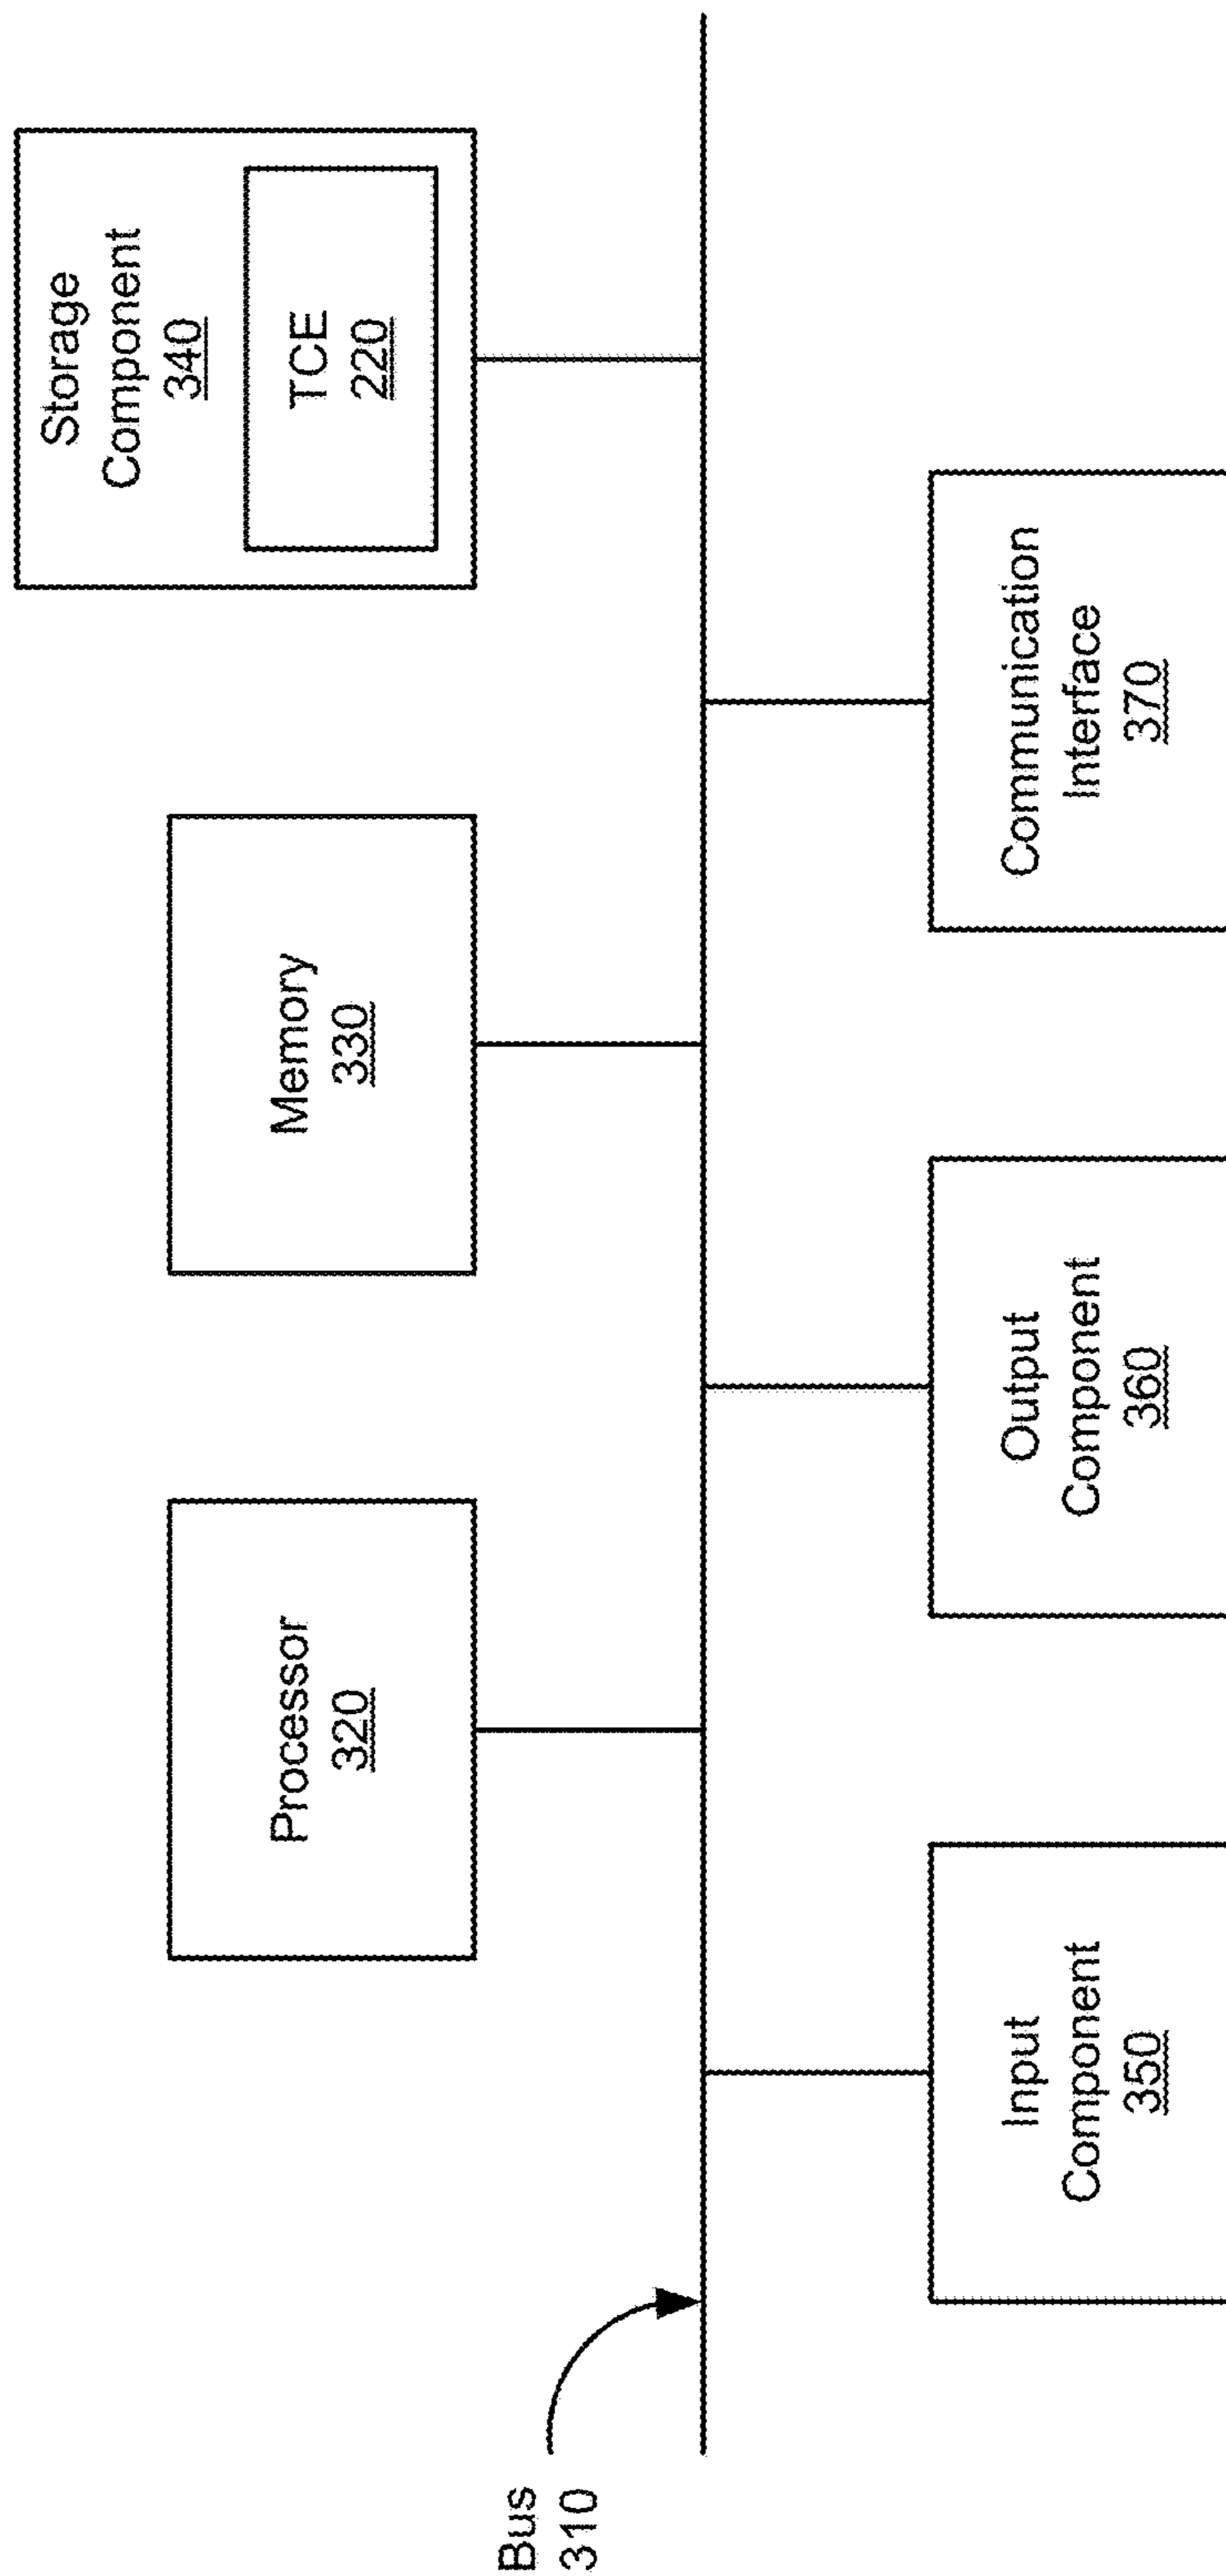 Processor
320
Memory
330
Storage
Component
340
TCE
220
Bus
310
Input
Component
350
Output
Component
360
Communication
Interface
370